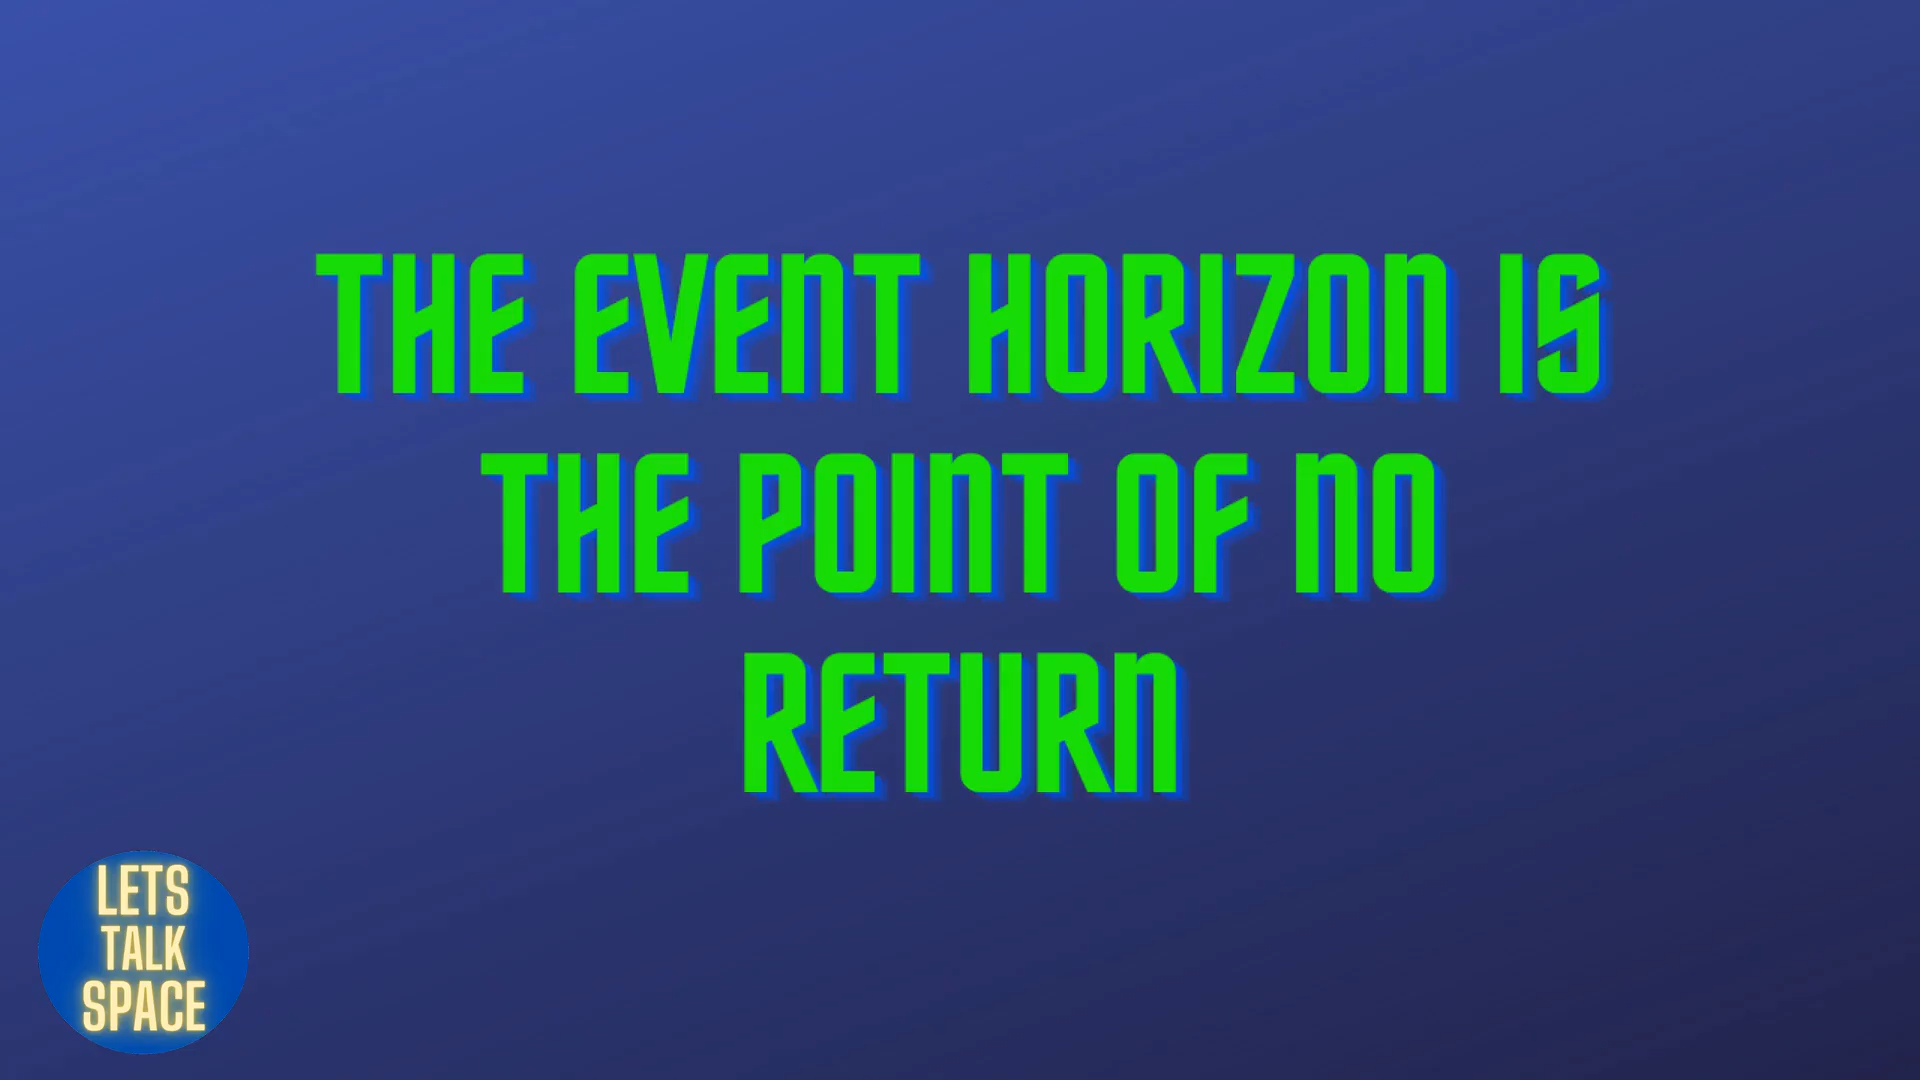 THE EVENT HORIZON IS
THE POINT OF NO
RETURN
LETS
TALK
SPACE